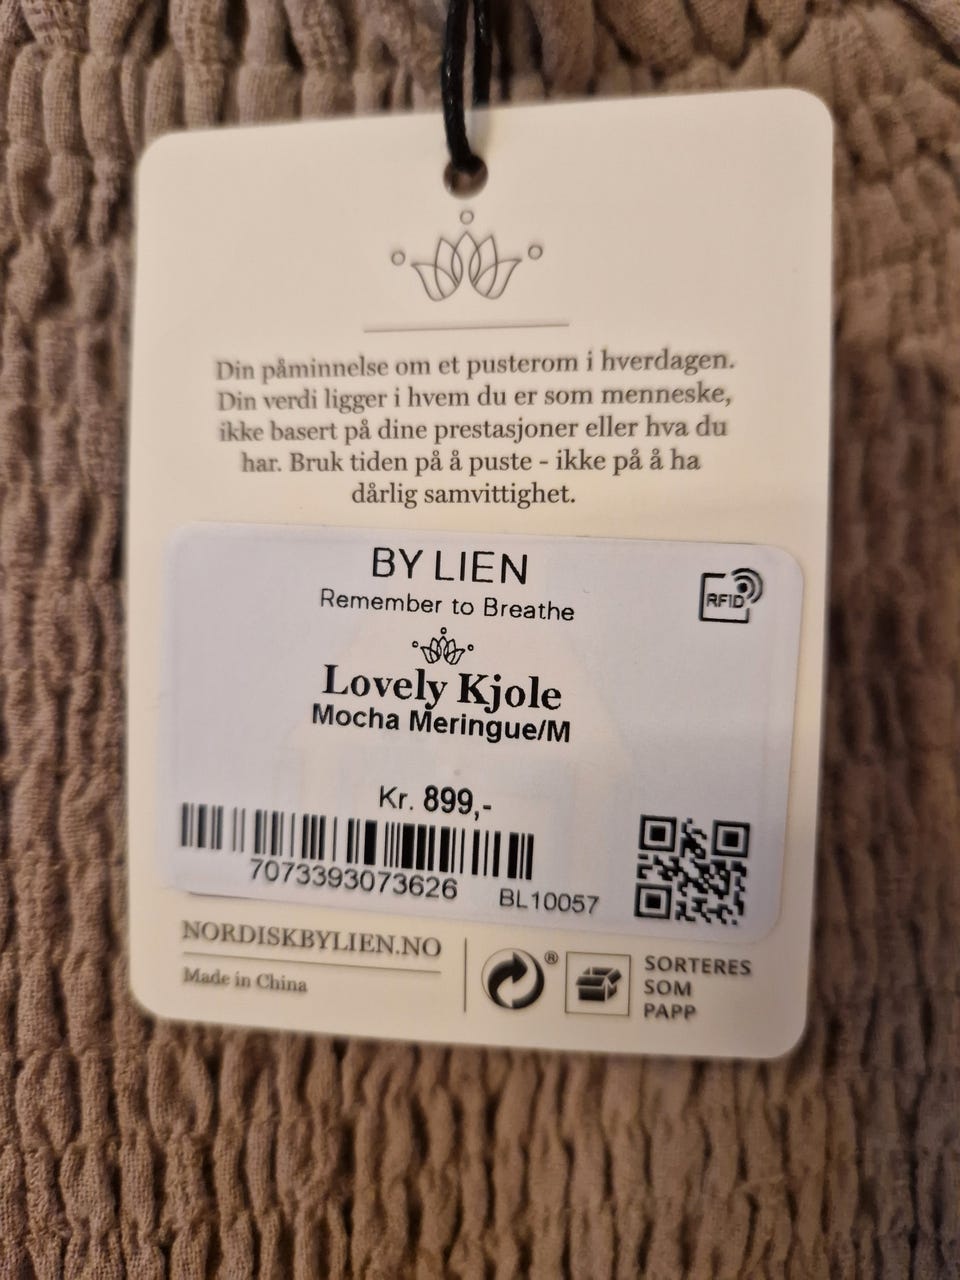 Din påminnelse om et pusterom i hverdagen.
Din verdi ligger i hvem du er som menneske,
ikke basert på dine prestasjoner eller hva du
har. Bruk tiden på å puste - ikke på å ha
dårlig samvittighet.
BY LIEN
RFID
Remember to Breathe
Lovely Kjole
Mocha Meringue/M
Kr. 899,-
7073393073626
BL10057
NORDISKBYLIEN.NO
Made in China
®
SORTERES
SOM
PAPP